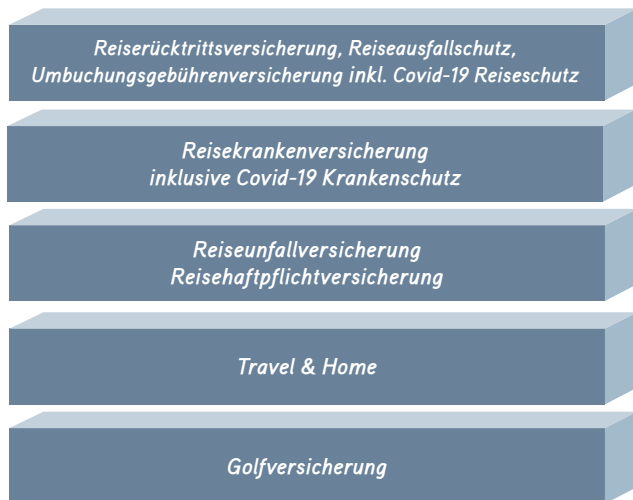 Reiserücktrittsversicherung, Reiseausfallschutz,
Umbuchungsgebührenversicherung inkl. Covid-19 Reiseschutz
Reisekrankenversicherung
inklusive Covid-19 Krankenschutz
Reiseunfallversicherung
Reisehaftpflichtversicherung
Travel & Home
Golfversicherung